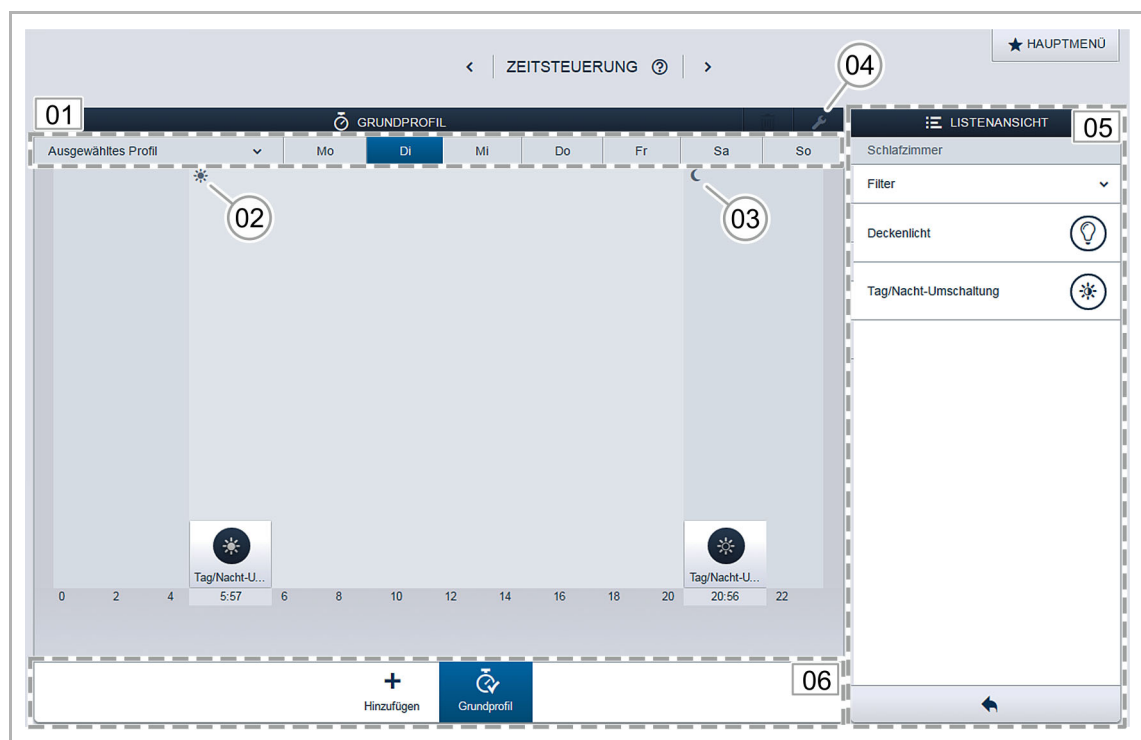 HAUPTMENÜ
ZEITSTEUERUNG ?
04
01
GRUNDPROFIL
LISTENANSICHT
05
Ausgewähltes Profil Mo Di Mi Do Fr Sa So
Schlafzimmer
Filter
02
03
Deckenlicht
Tag/Nacht-Umschaltung
Tag/Nacht-U...
Tag/Nacht-U...
0 2 4 5:57 6 8 10 12 14 16 18 20 20:56 22
06
Hinzufügen
Grundprofil